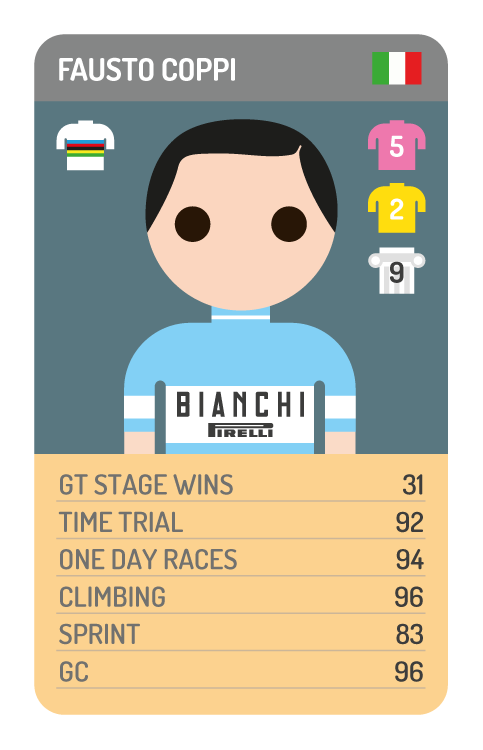 FAUSTO COPPI
5
2
9
BIANCHI
PIRELLI
GT STAGE WINS 31
TIME TRIAL 92
ONE DAY RACES 94
CLIMBING 96
SPRINT 83
GC 96